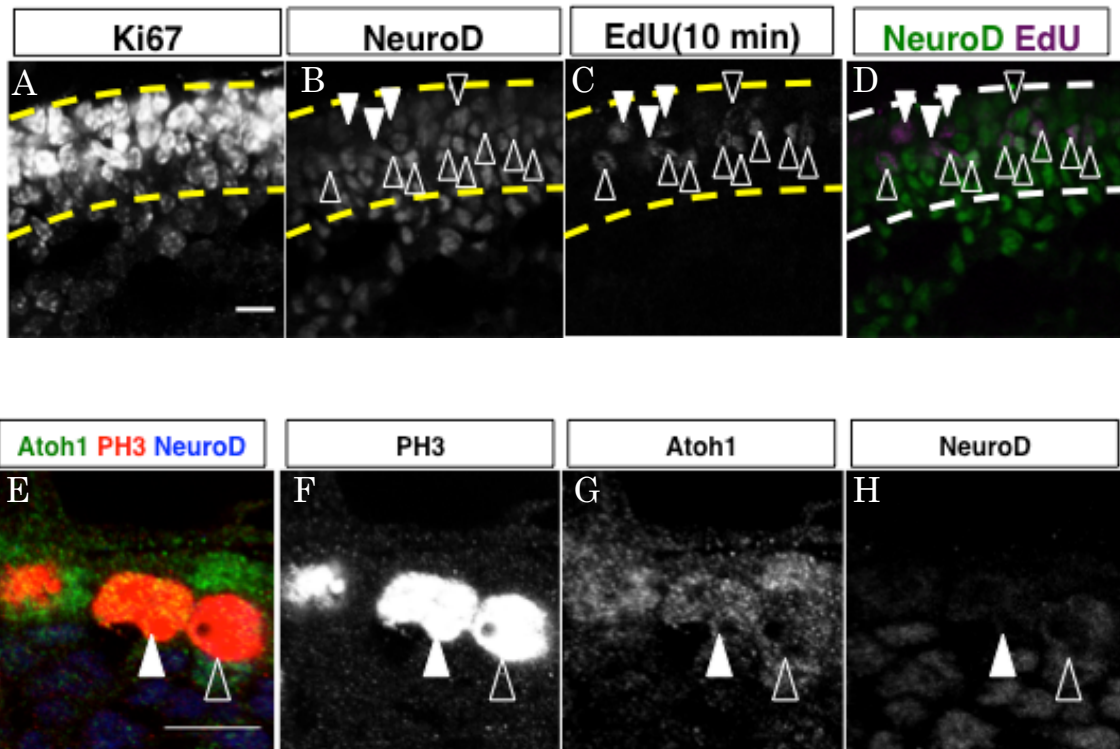 Ki67
NeuroD
EdU(10 min)
NeuroD EdU
A
B
C
D
Atoh1 PH3 NeuroD
PH3
Atoh1
NeuroD
E
F
G
H